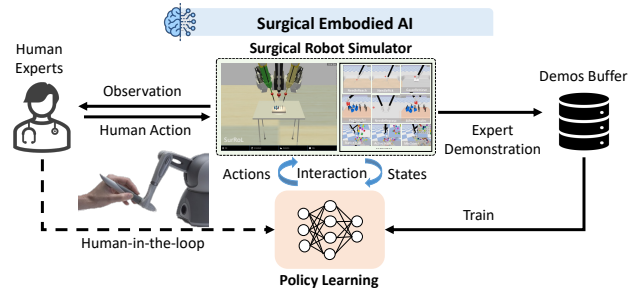 Surgical Embodied AI
Surgical Robot Simulator
Human
Experts
Observation
Human Action
Demos Buffer
Expert
Demonstration
SurRoL
Actions
Interaction
States
Human-in-the-loop
Train
Policy Learning